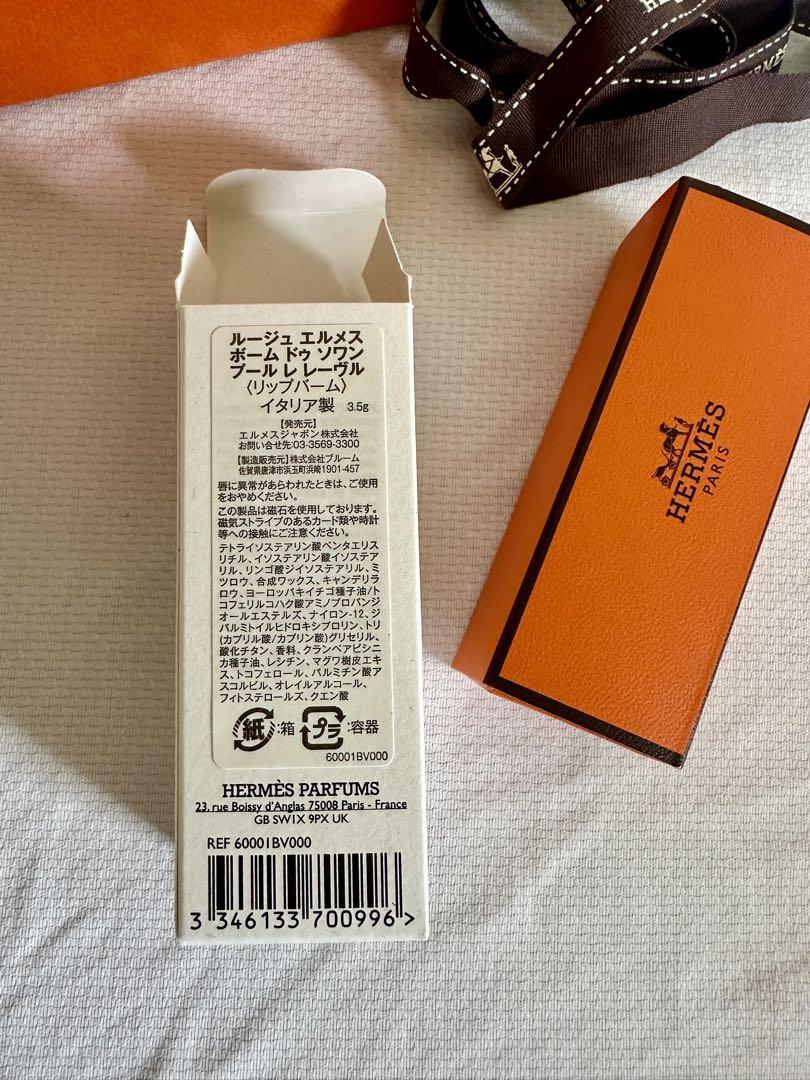 ルージュ エルメス
ボーム ドゥ ソワン
プール レ レーヴル
〈リップバーム〉
イタリア製 3.5g
【発売元】
エルメスジャポン株式会社
お問い合せ先:03-3569-3300
【製造販売元】株式会社ブルーム
佐賀県唐津市浜玉町浜崎1901-457
唇に異常があらわれたときは、ご使用
をおやめください。
この製品は磁石を使用しております。
磁気ストライプのあるカード類や時計
等への接触にご注意ください。
テトライソステアリン酸ペンタエリス
リチル、イソステアリン酸イソステア
リル、リンゴ酸ジイソステアリル、ミ
ツロウ、合成ワックス、キャンデリラ
ロウ、ヨーロッパキイチゴ種子油/ト
コフェリルコハク酸アミノプロパンジ
オールエステルズ、ナイロン-12、ジ
パルミトイルヒドロキシプロリン、トリ
(カプリル酸/カプリン酸)グリセリル、
酸化チタン、香料、クランベアビシニ
カ種子油、レシチン、マグワ樹皮エキ
ス、トコフェロール、パルミチン酸ア
スコルビル、オレイルアルコール、
フィトステロールズ、クエン酸
紙:箱 プラ:容器
60001BV000
HERMÈS PARFUMS
23, rue Boissy d'Anglas 75008 Paris - France
GB SW1X 9PX UK
REF 60001BV000
3 346133 700996 >
HERMÈS
PARIS